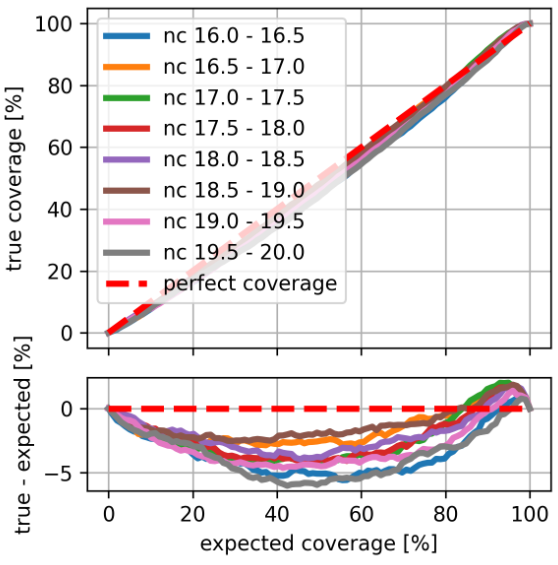 true coverage [%]
100
80
60
40
20
0
nc 16.0 - 16.5
nc 16.5 - 17.0
nc 17.0 - 17.5
nc 17.5 - 18.0
nc 18.0 - 18.5
nc 18.5 - 19.0
nc 19.0 - 19.5
nc 19.5 - 20.0
perfect coverage
true - expected [%]
0
−5
0 20 40 60 80 100
expected coverage [%]